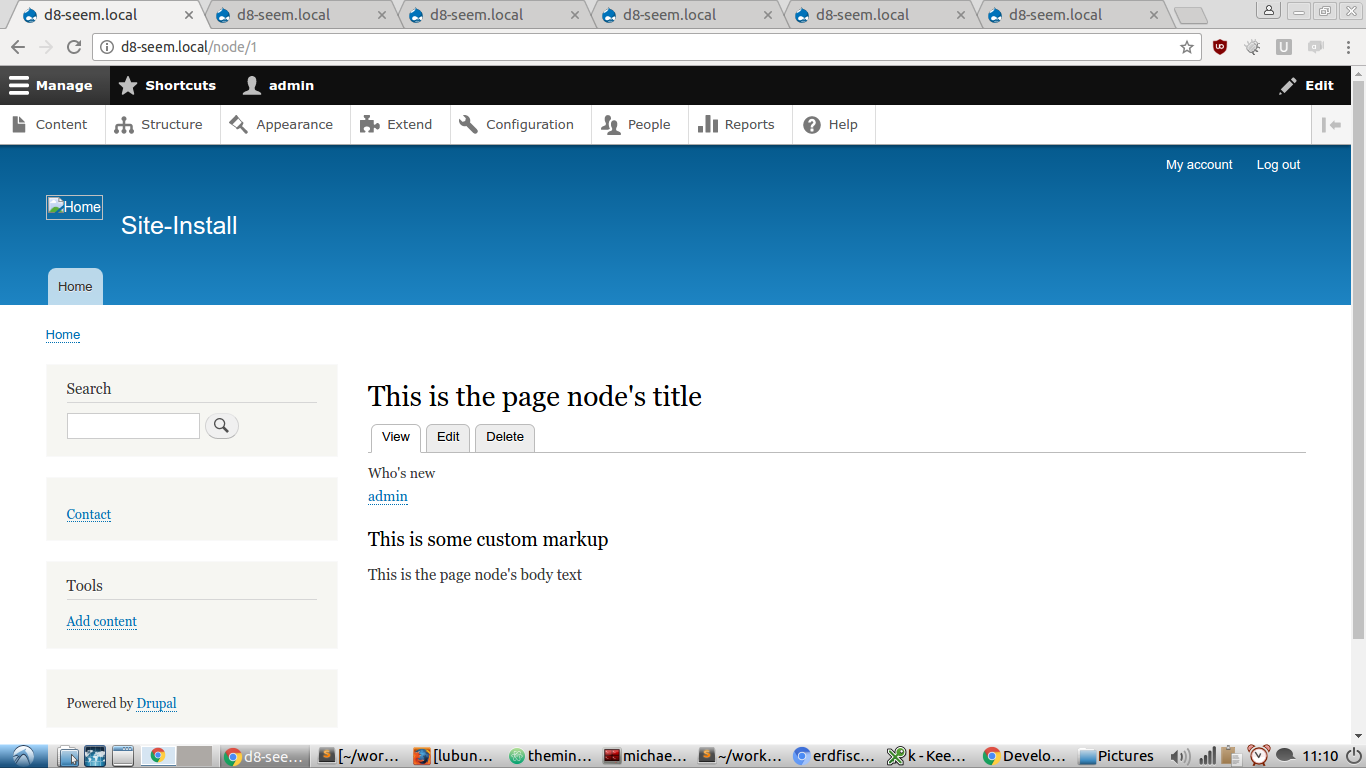 d8-seem.local d8-seem.local d8-seem.local d8-seem.local d8-seem.local d8-seem.local
d8-seem.local/node/1
Manage Shortcuts admin Edit
Content Structure Appearance Extend Configuration People Reports Help
My account Log out
Home
Site-Install
Home
Home
Search
This is the page node's title
View Edit Delete
Who's new
admin
Contact
This is some custom markup
This is the page node's body text
Tools
Add content
Powered by Drupal
d8-see... [~/wor... [lubun... themin... michae... ~/work... erdfisc... k - Kee... Develo... Pictures 11:10